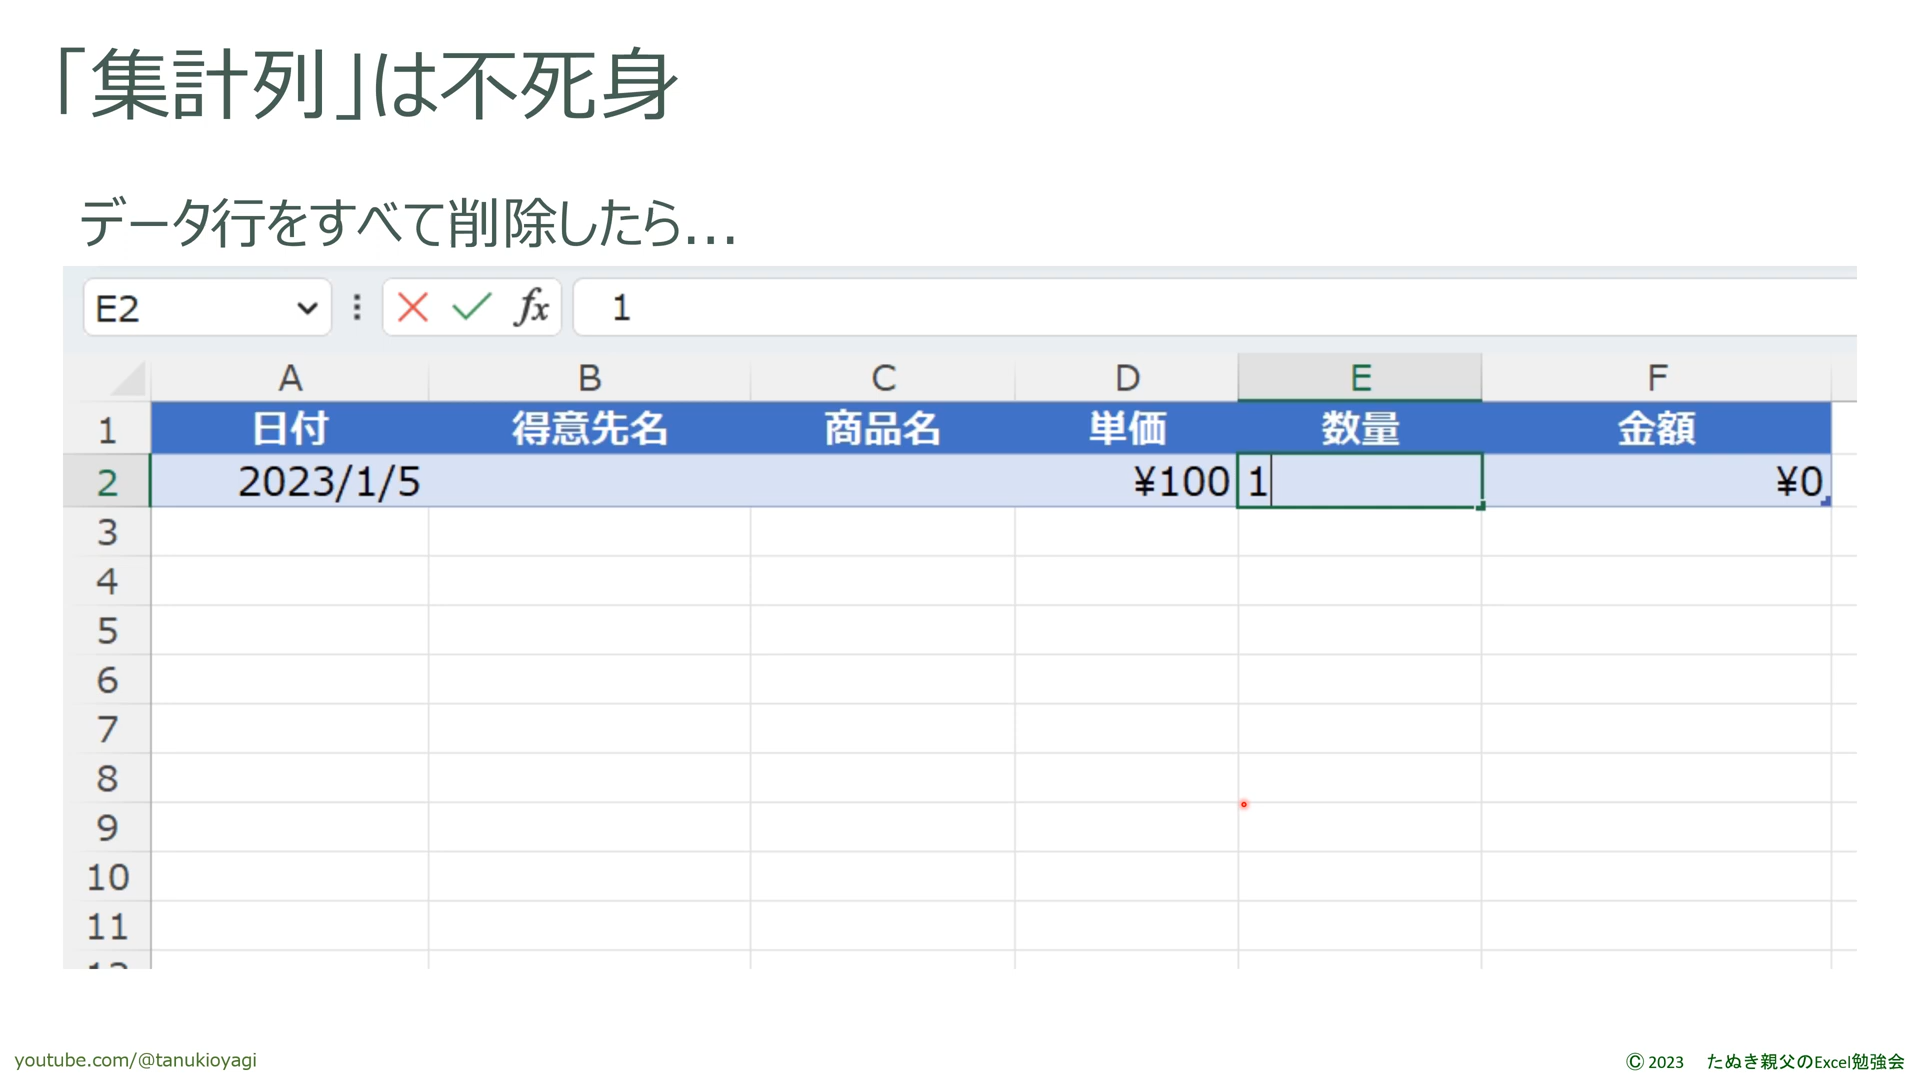 「集計列」は不死身
データ行をすべて削除したら...
E2 fx 1
A B C D E F
1 日付 得意先名 商品名 単価 数量 金額
2 2023/1/5 ¥100 1 ¥0
3
4
5
6
7
8
9
10
11
youtube.com/@tanukioyagi
© 2023 たぬき親父のExcel勉強会